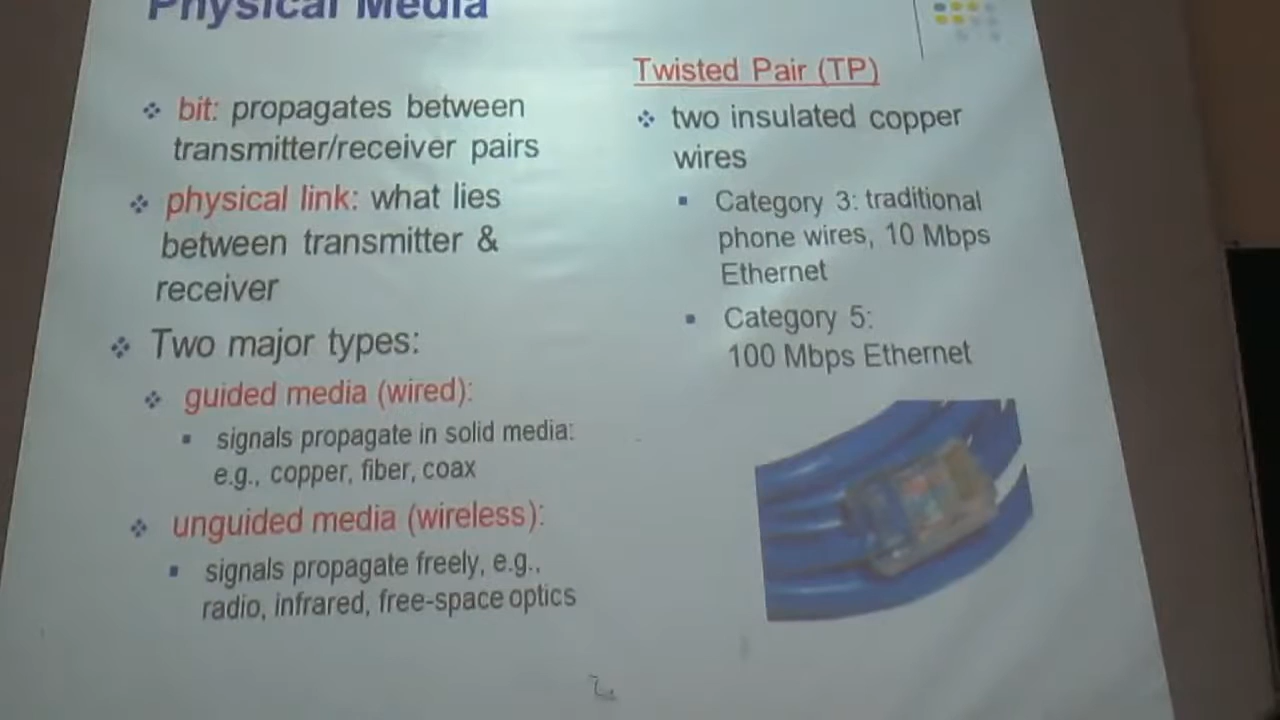 Physical Media
❖ bit: propagates between
transmitter/receiver pairs
❖ physical link: what lies
between transmitter &
receiver
❖ Two major types:
❖ guided media (wired):
▪ signals propagate in solid media:
e.g., copper, fiber, coax
❖ unguided media (wireless):
▪ signals propagate freely, e.g.,
radio, infrared, free-space optics
Twisted Pair (TP)
❖ two insulated copper
wires
▪ Category 3: traditional
phone wires, 10 Mbps
Ethernet
▪ Category 5:
100 Mbps Ethernet